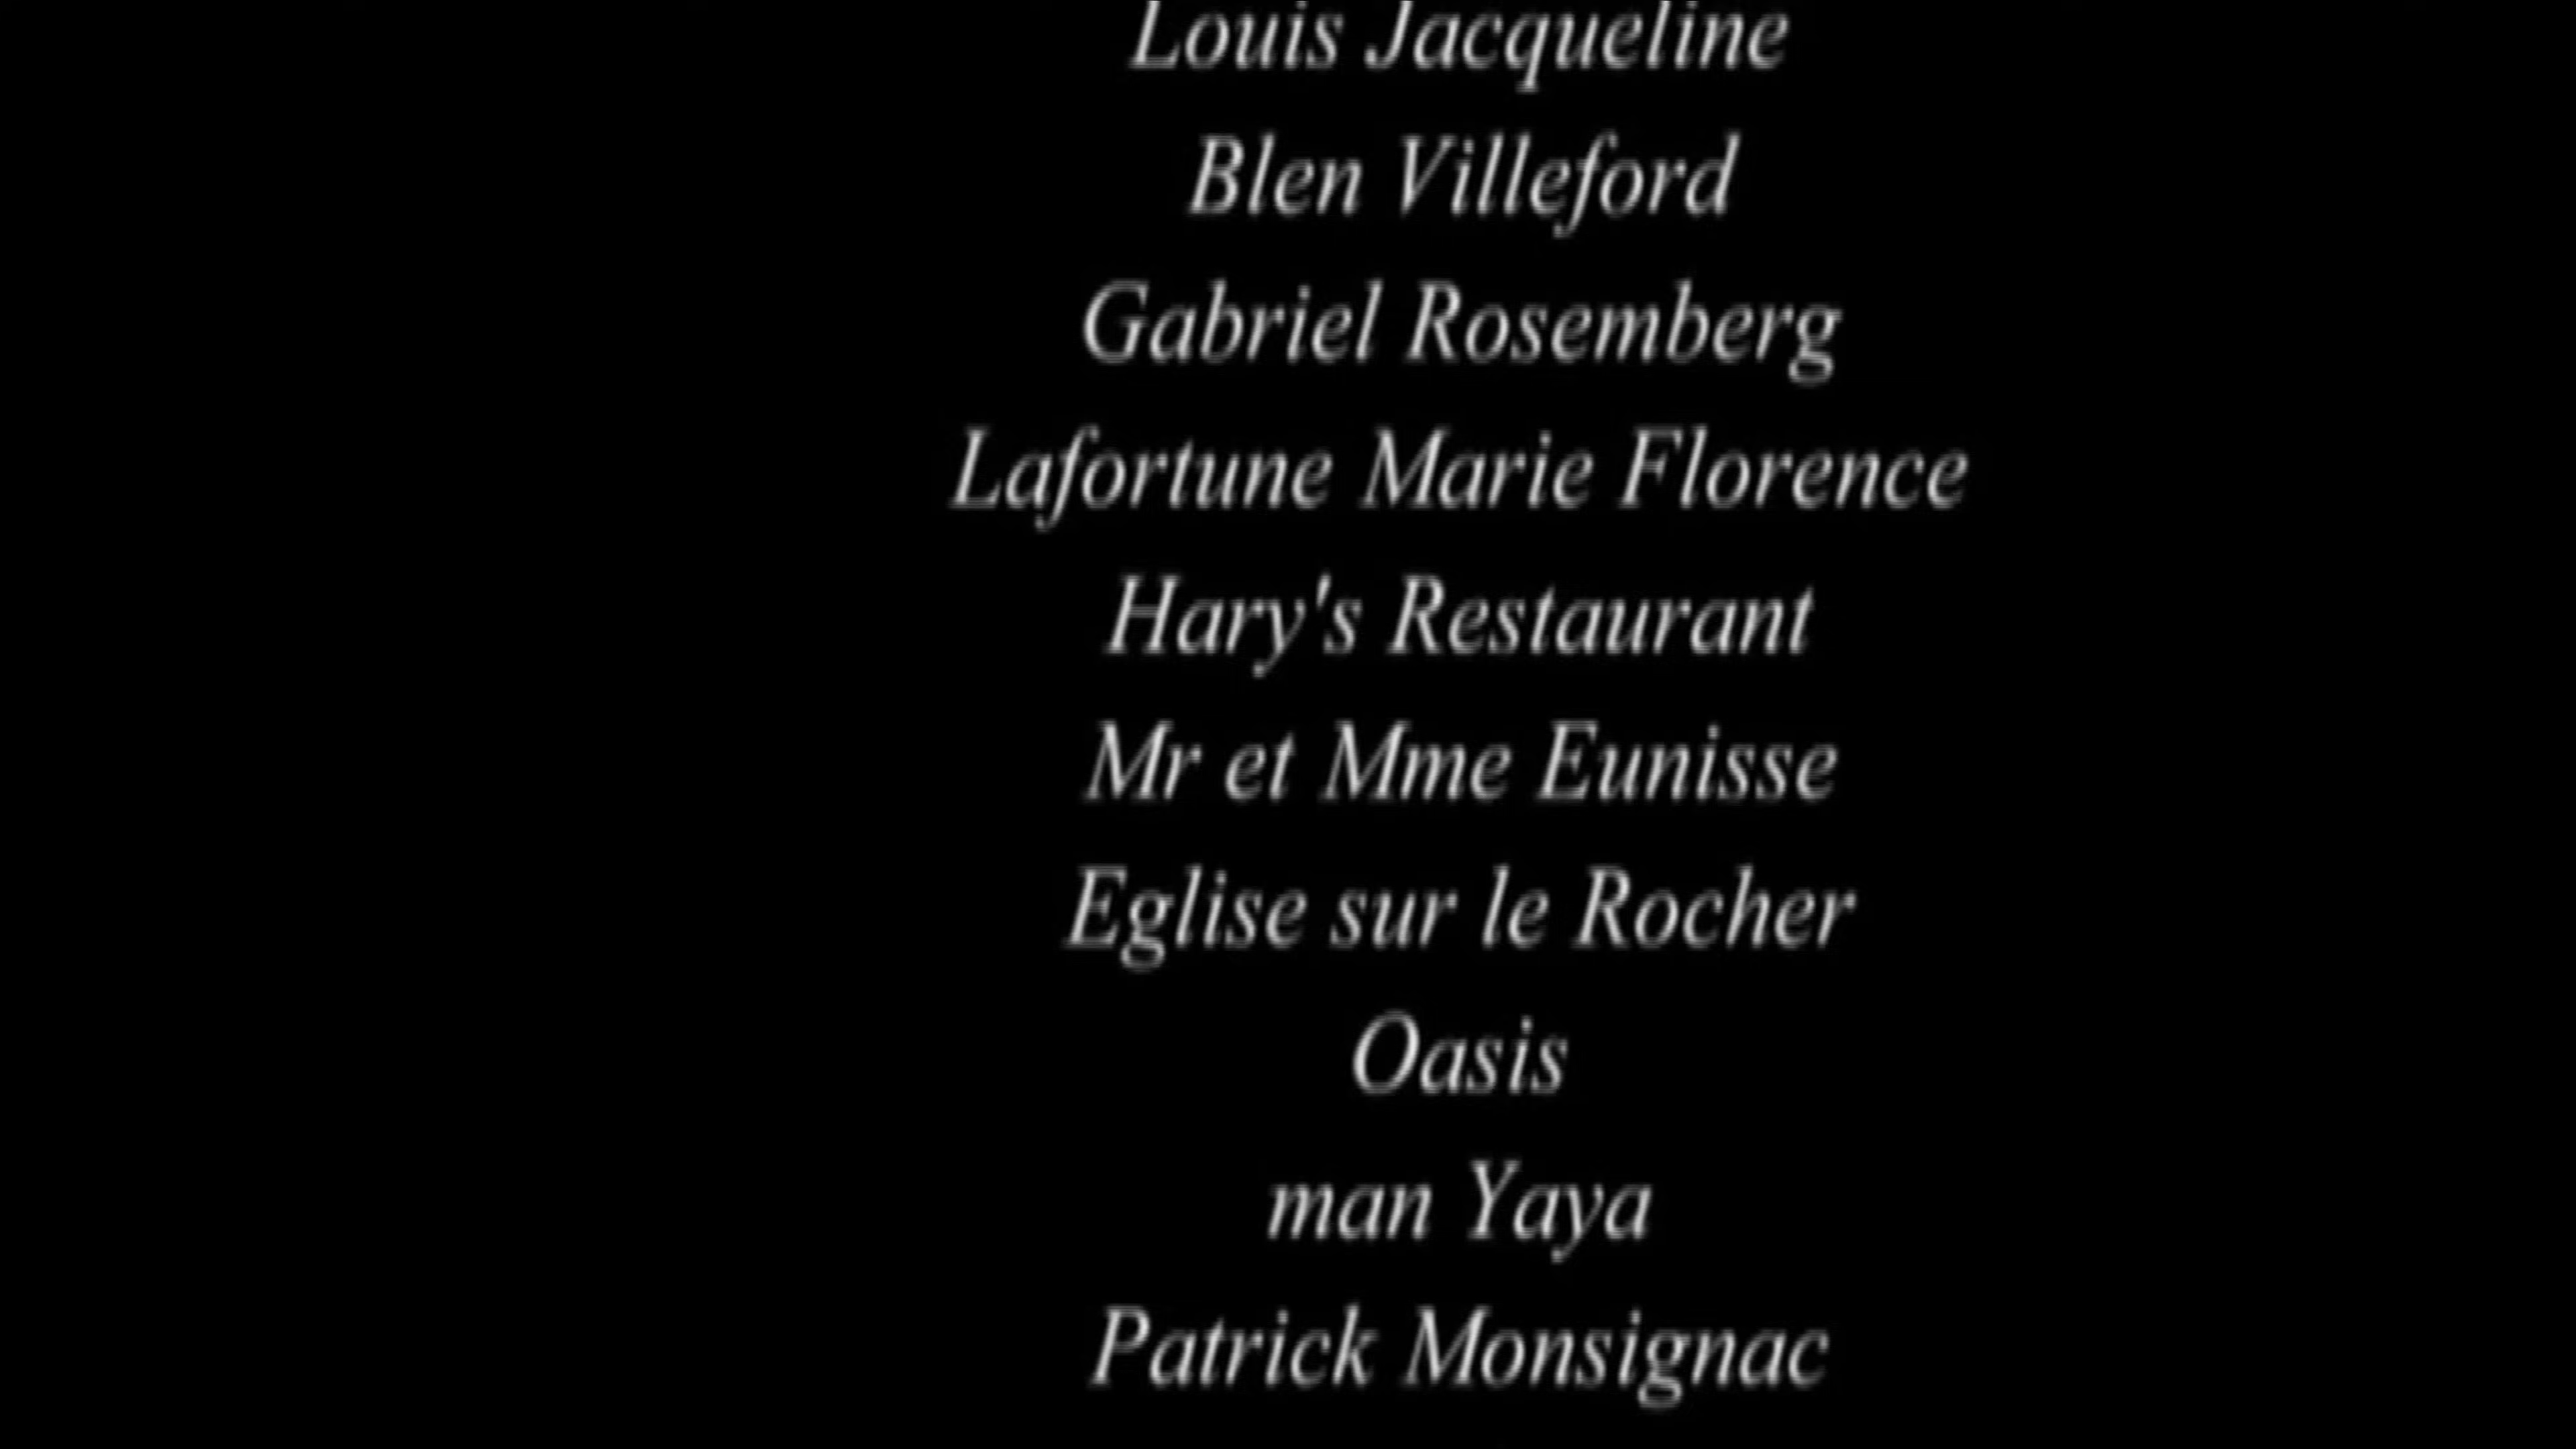 Louis Jacqueline
Blen Villeford
Gabriel Rosemberg
Lafortune Marie Florence
Hary's Restaurant
Mr et Mme Eunisse
Eglise sur le Rocher
Oasis
man Yaya
Patrick Monsignac